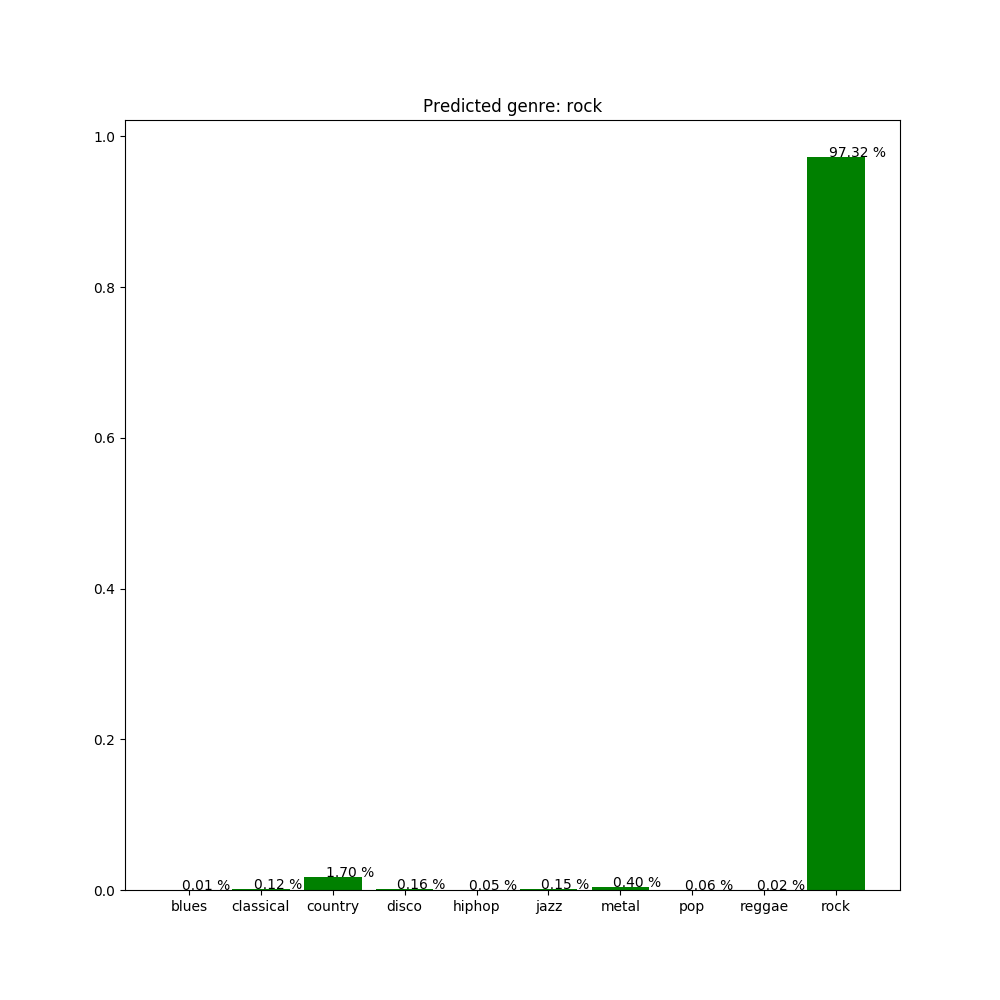 Predicted genre: rock
1.0
97.32 %
0.8
0.6
0.4
0.2
0.0
0.01 % 0.12 % 1.70 % 0.16 % 0.05 % 0.15 % 0.40 % 0.06 % 0.02 %
blues classical country disco hiphop jazz metal pop reggae rock